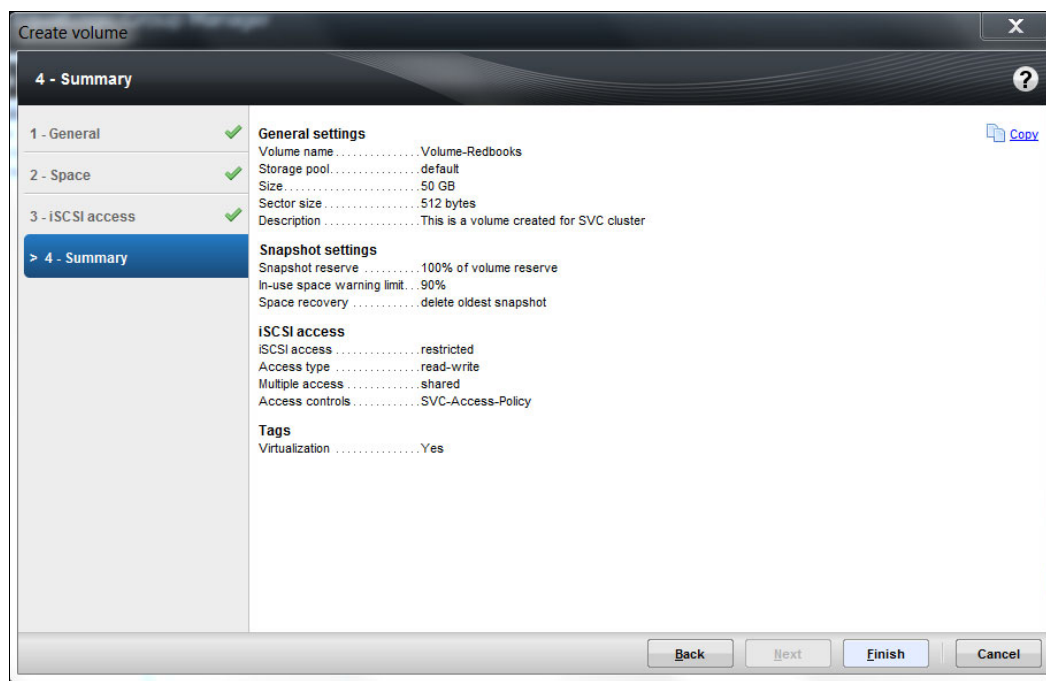 Create volume
X
4 - Summary
?
1 - General
2 - Space
3 - iSCSI access
> 4 - Summary
Copy
General settings
Volume name . . . . . . . . . . . . . . Volume-Redbooks
Storage pool. . . . . . . . . . . . . . . default
Size. . . . . . . . . . . . . . . . . . . . . . . 50 GB
Sector size . . . . . . . . . . . . . . . . 512 bytes
Description . . . . . . . . . . . . . . . . This is a volume created for SVC cluster
Snapshot settings
Snapshot reserve . . . . . . . . . . 100% of volume reserve
In-use space warning limit. . . 90%
Space recovery . . . . . . . . . . . . delete oldest snapshot
iSCSI access
iSCSI access . . . . . . . . . . . . . . restricted
Access type . . . . . . . . . . . . . . . read-write
Multiple access . . . . . . . . . . . . shared
Access controls . . . . . . . . . . . . SVC-Access-Policy
Tags
Virtualization . . . . . . . . . . . . . . Yes
Back
Next
Finish
Cancel